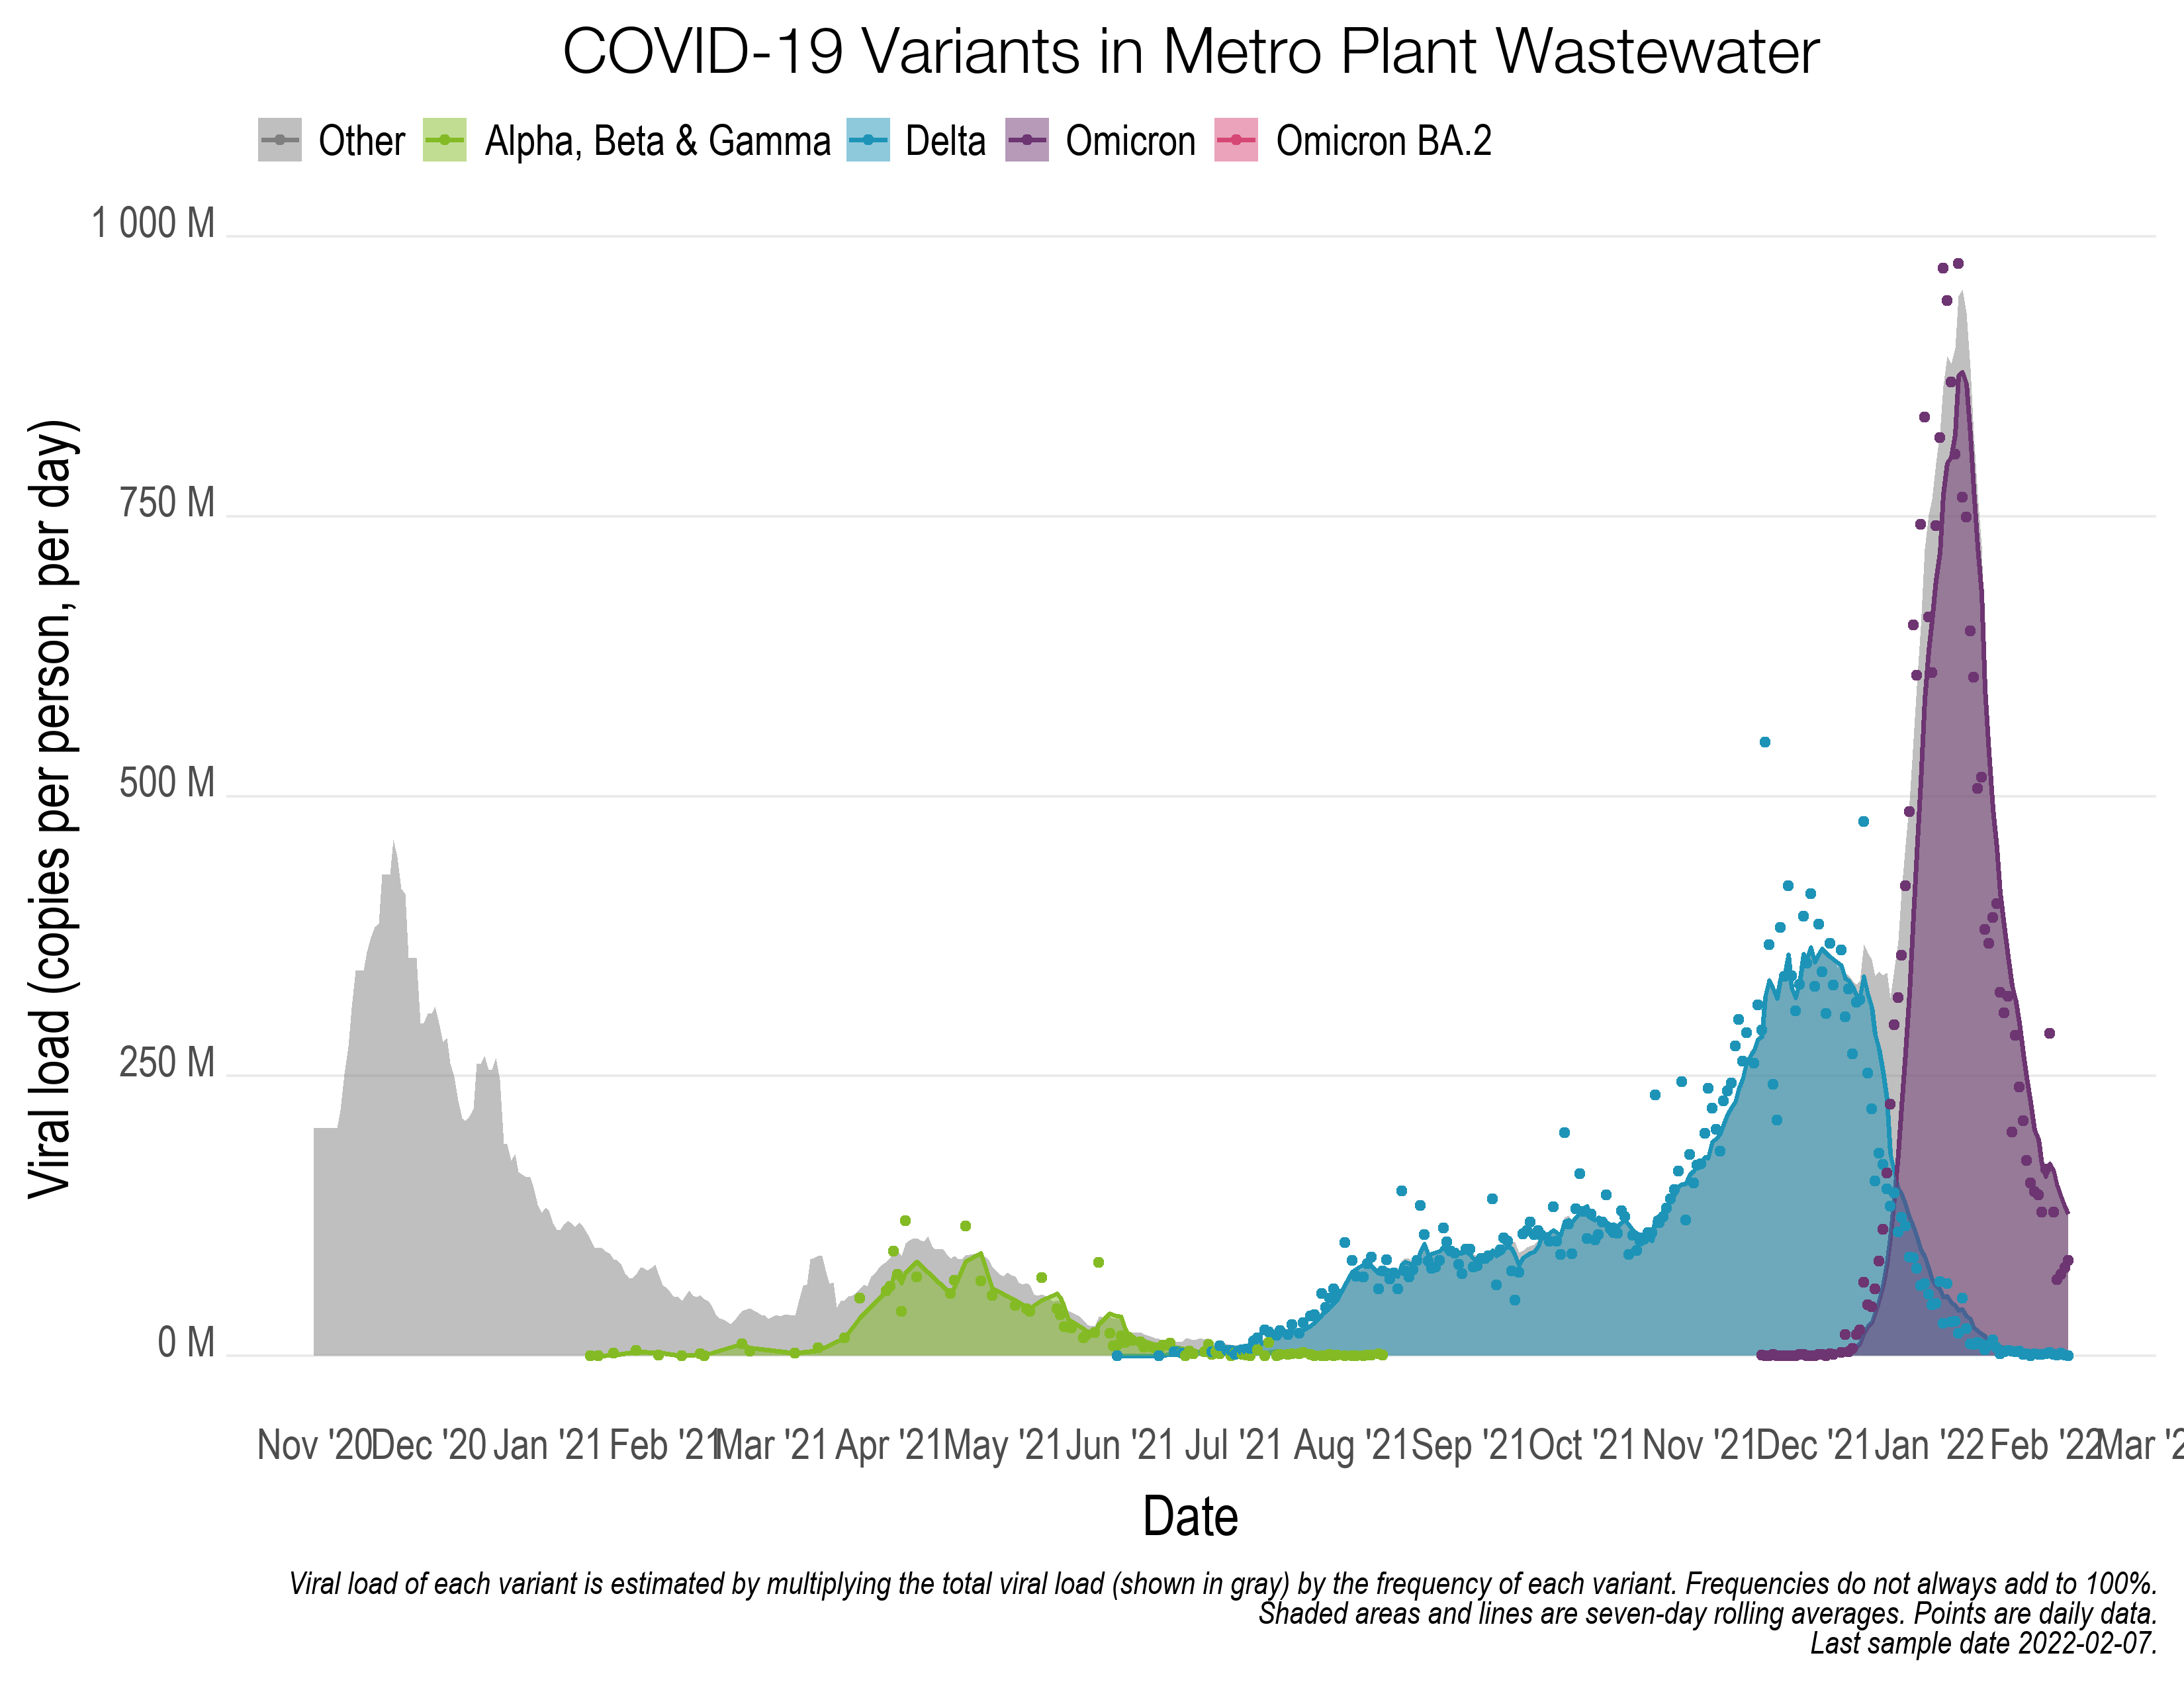 COVID-19 Variants in Metro Plant Wastewater
Other Alpha, Beta & Gamma Delta Omicron Omicron BA.2
1 000 M
750 M
500 M
250 M
0 M
Viral load (copies per person, per day)
Nov '20 Dec '20 Jan '21 Feb '21 Mar '21 Apr '21 May '21 Jun '21 Jul '21 Aug '21 Sep '21 Oct '21 Nov '21 Dec '21 Jan '22 Feb '22 Mar '2
Date
Viral load of each variant is estimated by multiplying the total viral load (shown in gray) by the frequency of each variant. Frequencies do not always add to 100%.
Shaded areas and lines are seven-day rolling averages. Points are daily data.
Last sample date 2022-02-07.